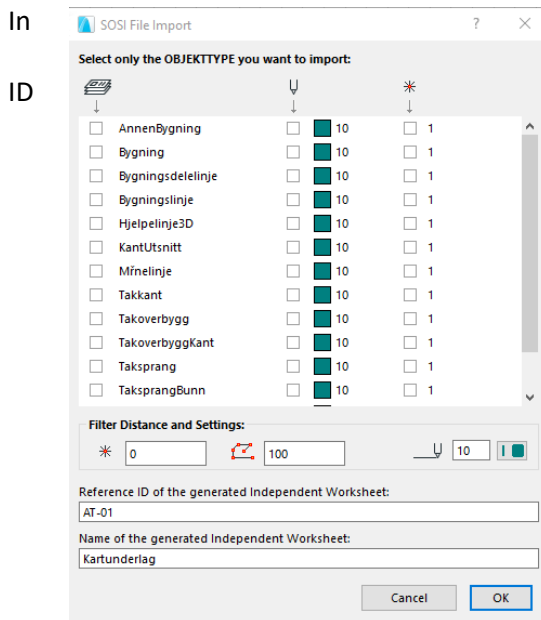 In
SOSI File Import ? ×
Select only the OBJEKTTYPE you want to import:
ID
AnnenBygning 10 1
Bygning 10 1
Bygningsdelelinje 10 1
Bygningslinje 10 1
Hjelpelinje3D 10 1
KantUtsnitt 10 1
Mřnelinje 10 1
Takkant 10 1
Takoverbygg 10 1
TakoverbyggKant 10 1
Taksprang 10 1
TaksprangBunn 10 1
Filter Distance and Settings:
0 100 10
Reference ID of the generated Independent Worksheet:
AT-01
Name of the generated Independent Worksheet:
Kartunderlag
Cancel OK